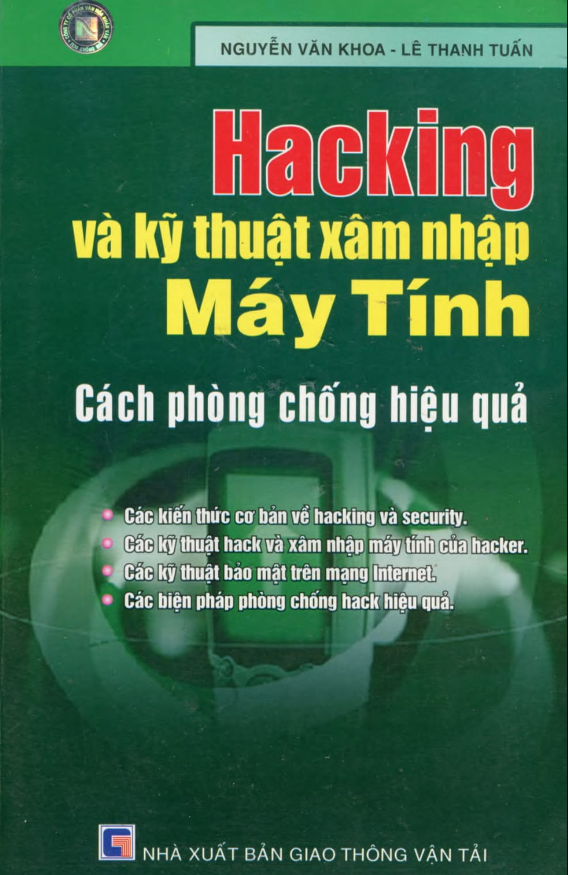 NGUYỄN VĂN KHOA - LÊ THANH TUẤN
Hacking
và kỹ thuật xâm nhập
Máy Tính
Cách phòng chống hiệu quả
Các kiến thức cơ bản về hacking và security.
Các kỹ thuật hack và xâm nhập máy tính của hacker.
Các kỹ thuật bảo mật trên mạng Internet.
Các biện pháp phòng chống hack hiệu quả.
NHÀ XUẤT BẢN GIAO THÔNG VẬN TẢI